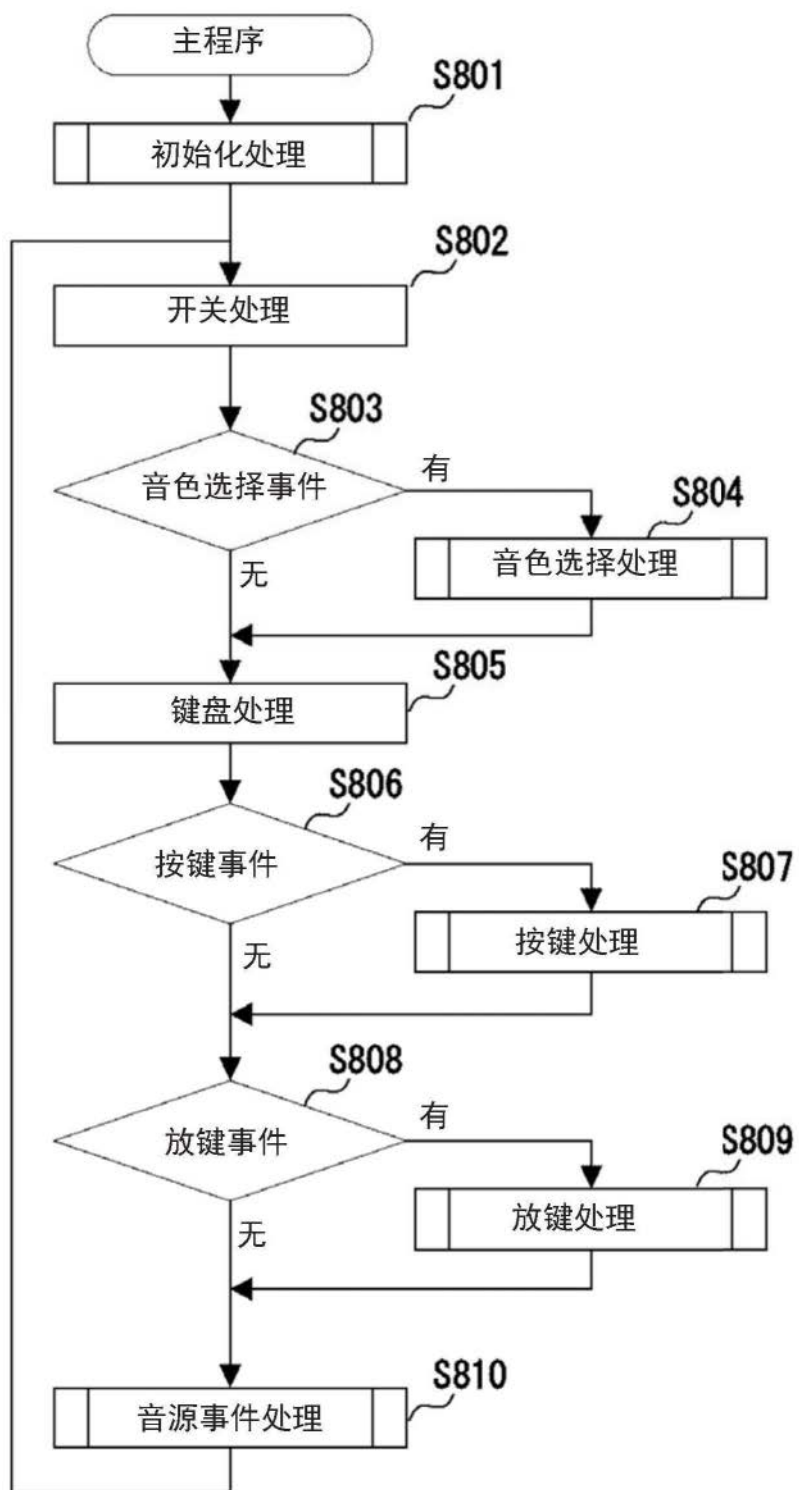 主程序
S801
初始化处理
S802
开关处理
S803
音色选择事件
有
S804
音色选择处理
无
S805
键盘处理
S806
按键事件
有
S807
按键处理
无
S808
放键事件
有
S809
放键处理
无
S810
音源事件处理